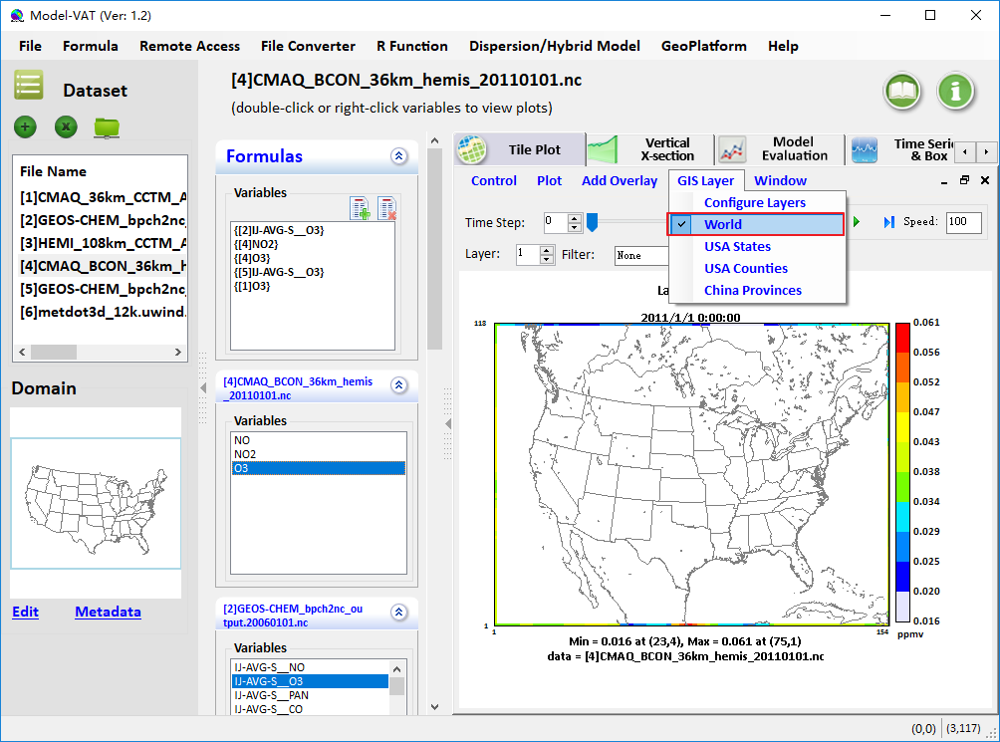 Model-VAT (Ver: 1.2)
File Formula Remote Access File Converter R Function Dispersion/Hybrid Model GeoPlatform Help
Dataset
File Name
[1]CMAQ_36km_CCTM_A
[2]GEOS-CHEM_bpch2nc_
[3]HEMI_108km_CCTM_A
[4]CMAQ_BCON_36km_h
[5]GEOS-CHEM_bpch2nc_
[6]metdot3d_12k.uwind.
Domain
Edit Metadata
[4]CMAQ_BCON_36km_hemis_20110101.nc
(double-click or right-click variables to view plots)
Formulas
Variables
{[2]IJ-AVG-S__O3}
{[4]NO2}
{[4]O3}
{[5]IJ-AVG-S__O3}
{[1]O3}
[4]CMAQ_BCON_36km_hemis
_20110101.nc
Variables
NO
NO2
O3
[2]GEOS-CHEM_bpch2nc_ou
tput.20060101.nc
Variables
IJ-AVG-S__NO
IJ-AVG-S__O3
IJ-AVG-S__PAN
IJ-AVG-S__CO
Tile Plot
Vertical
X-section
Model
Evaluation
Time Serie
& Box
Control Plot Add Overlay GIS Layer Window
Configure Layers
World
USA States
USA Counties
China Provinces
Time Step: 0 Speed: 100
Layer: 1 Filter: None
La
2011/1/1 0:00:00
118
1
1
154
0.061
0.056
0.052
0.047
0.043
0.038
0.034
0.029
0.025
0.020
0.016
ppmv
Min = 0.016 at (23,4), Max = 0.061 at (75,1)
data = [4]CMAQ_BCON_36km_hemis_20110101.nc
(0,0) (3,117)